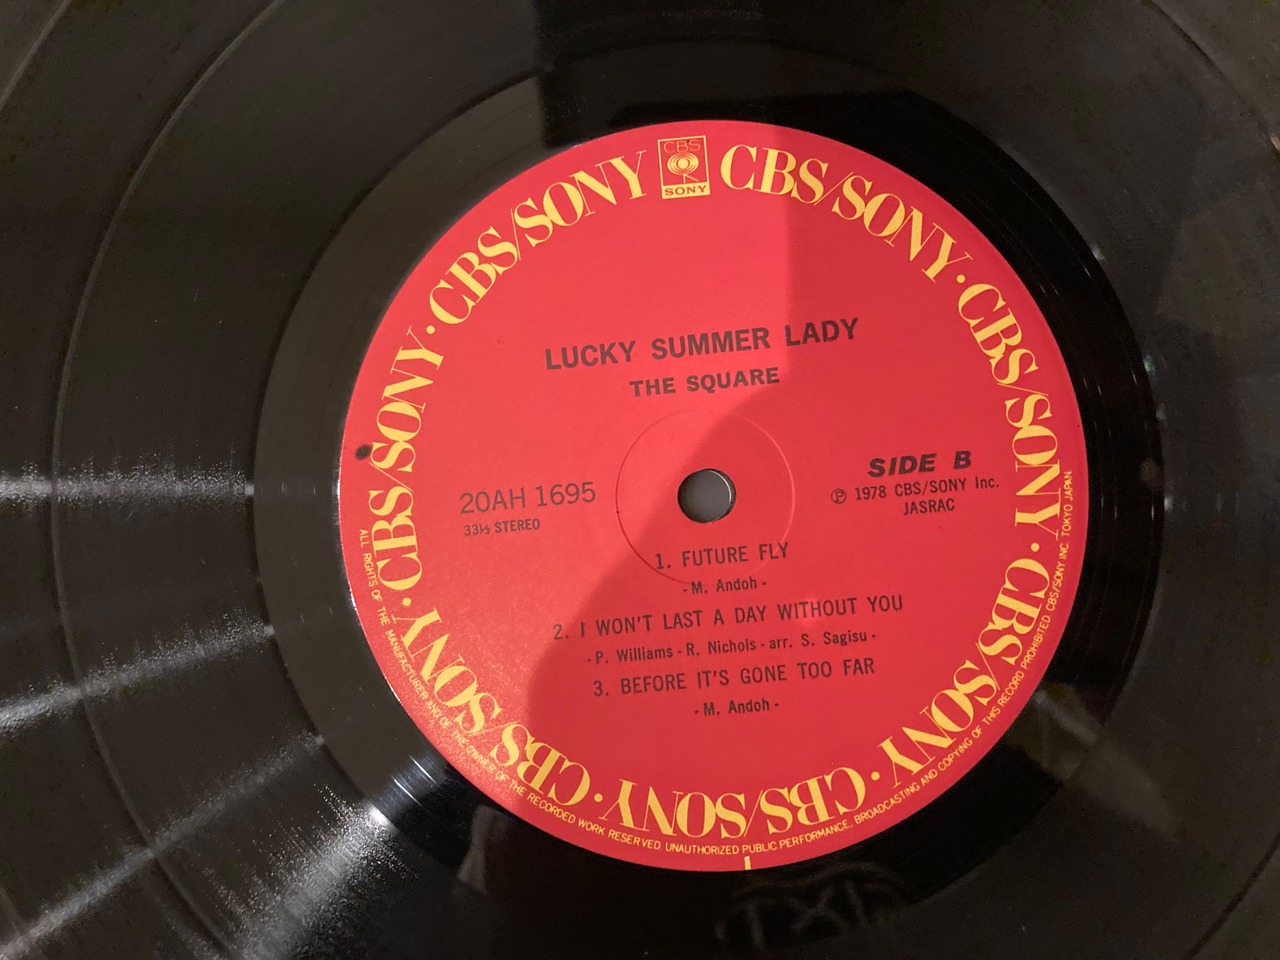 CBS
SONY
CBS/SONY · CBS/SONY · CBS/SONY · CBS/SONY · CBS/SONY · CBS/SONY · CBS/SONY · CBS/SONY · CBS/SONY
LUCKY SUMMER LADY
THE SQUARE
20AH 1695
33⅓ STEREO
SIDE B
Ⓟ 1978 CBS/SONY Inc.
JASRAC
1. FUTURE FLY
- M. Andoh -
2. I WON'T LAST A DAY WITHOUT YOU
- P. Williams - R. Nichols - arr. S. Sagisu -
3. BEFORE IT'S GONE TOO FAR
- M. Andoh -
ALL RIGHTS OF THE MANUFACTURER AND OF THE OWNER OF THE RECORDED WORK RESERVED. UNAUTHORIZED PUBLIC PERFORMANCE, BROADCASTING AND COPYING OF THIS RECORD PROHIBITED. CBS/SONY INC. TOKYO JAPAN